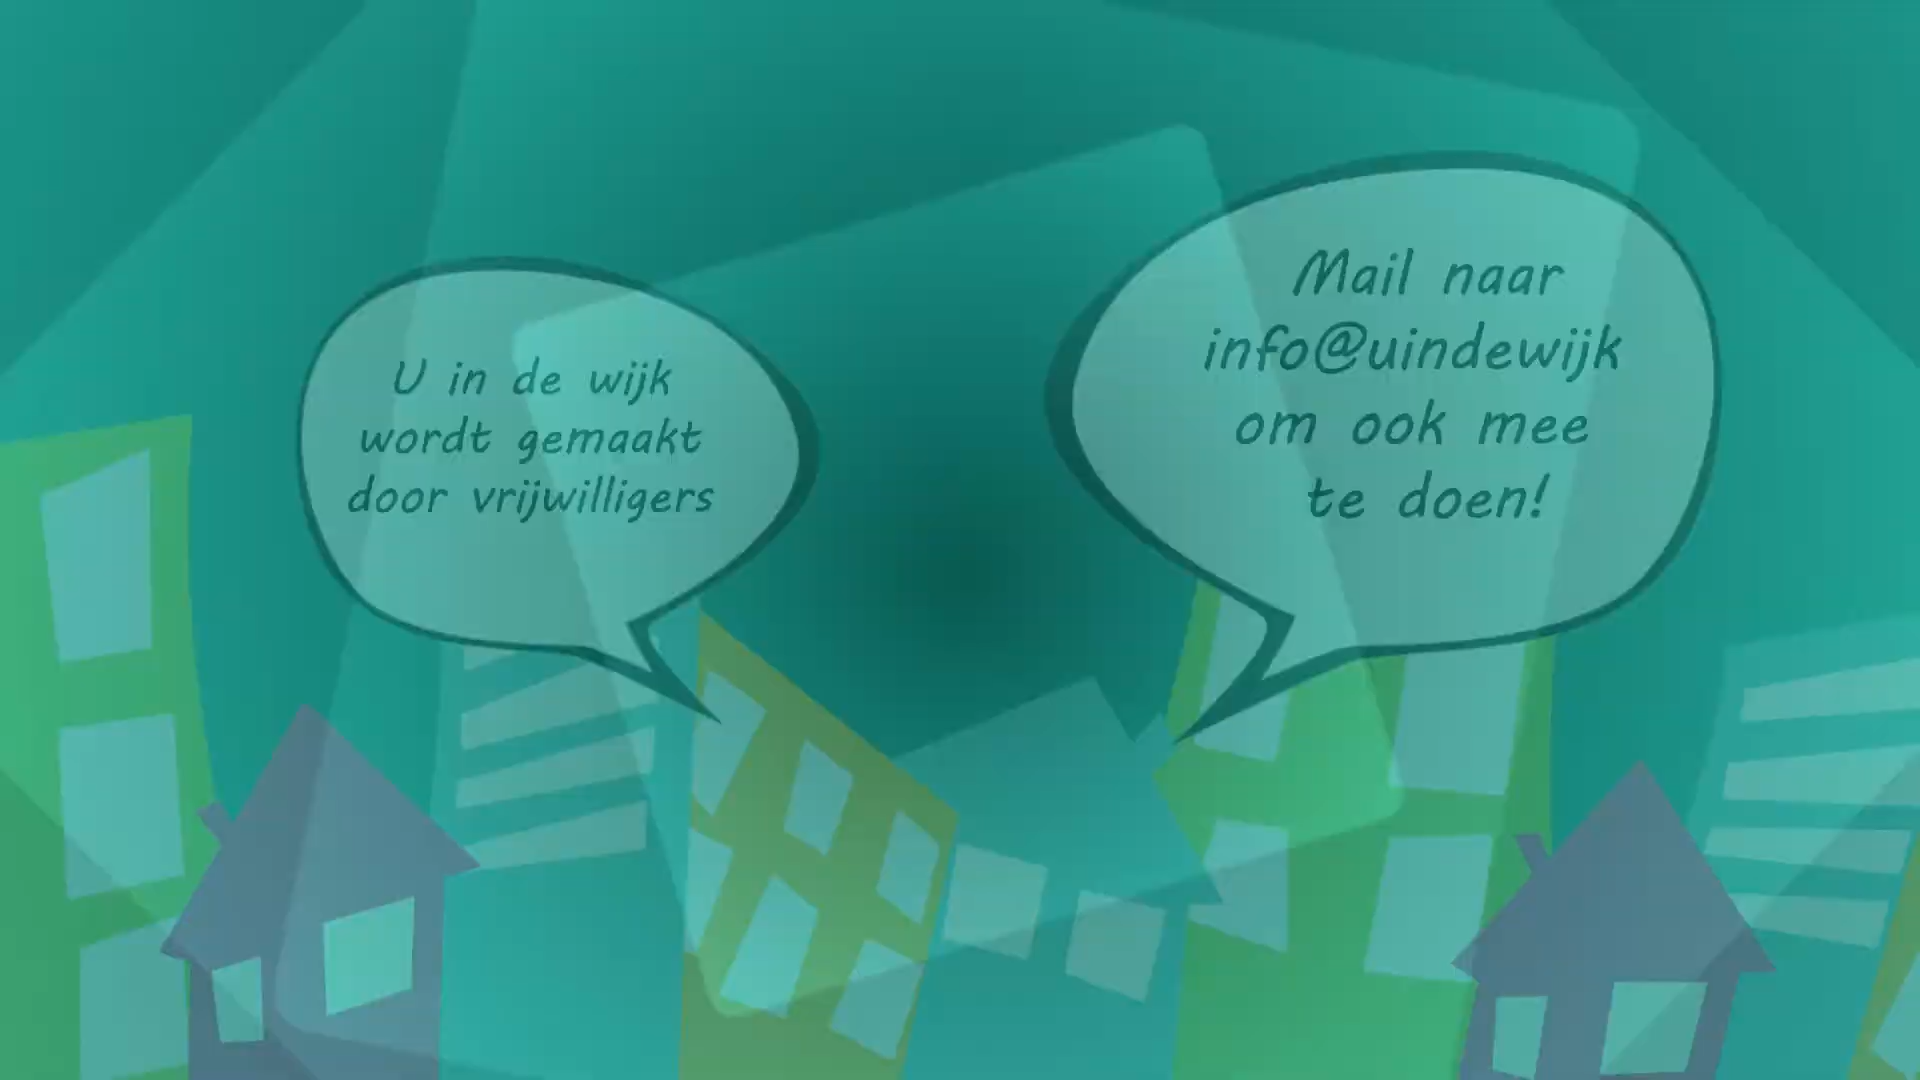 U in de wijk
wordt gemaakt
door vrijwilligers
Mail naar
info@uindewijk
om ook mee
te doen!